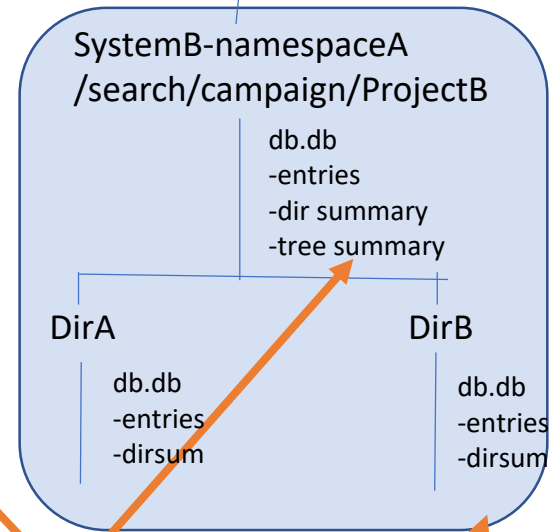 SystemB-namespaceA
/search/campaign/ProjectB
db.db
-entries
-dir summary
-tree summary
DirA
DirB
db.db
-entries
-dirsum
db.db
-entries
-dirsum